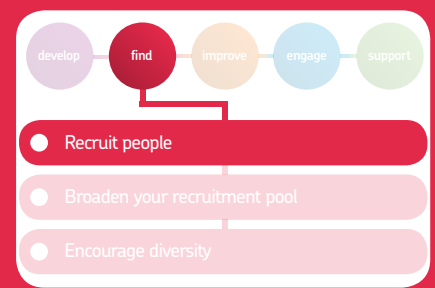 develop find improve engage support
Recruit people
Broaden your recruitment pool
Encourage diversity